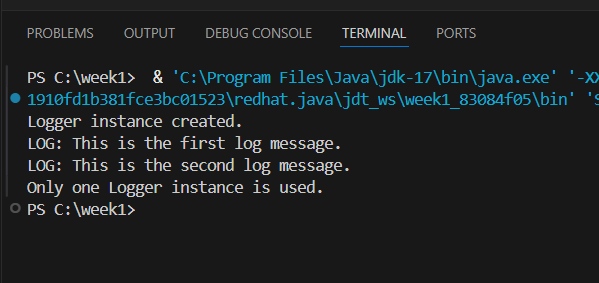 PROBLEMS OUTPUT DEBUG CONSOLE TERMINAL PORTS
PS C:\week1>  & 'C:\Program Files\Java\jdk-17\bin\java.exe' '-XX
1910fd1b381fce3bc01523\redhat.java\jdt_ws\week1_83084f05\bin' 'S
Logger instance created.
LOG: This is the first log message.
LOG: This is the second log message.
Only one Logger instance is used.
PS C:\week1>